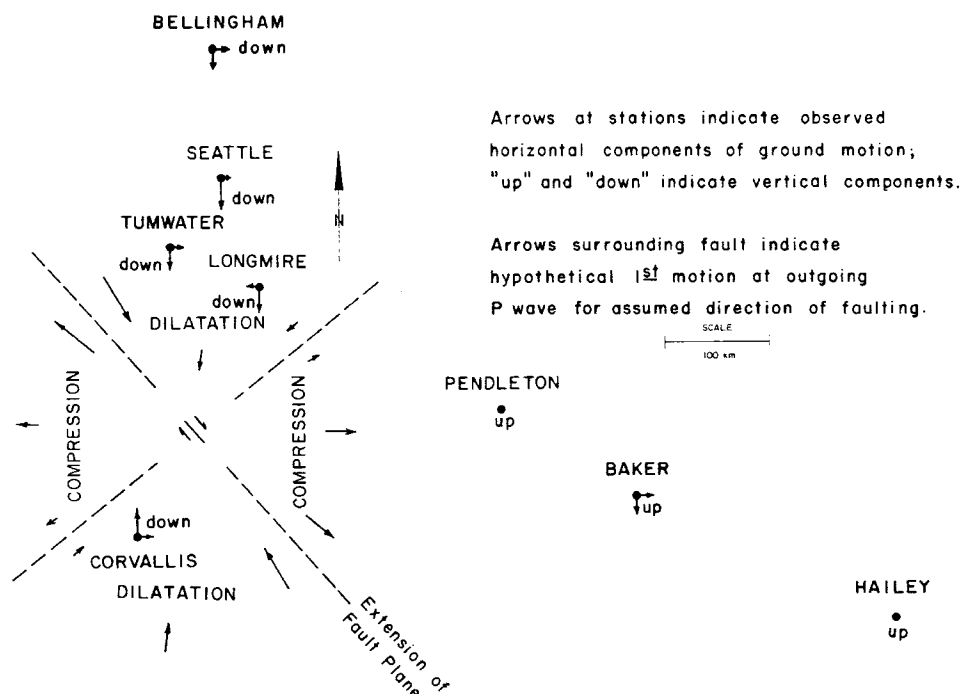 BELLINGHAM
down
SEATTLE
down
N
TUMWATER
down
LONGMIRE
down
DILATATION
COMPRESSION
COMPRESSION
down
CORVALLIS
DILATATION
Extension of
Fault Plane
Arrows at stations indicate observed
horizontal components of ground motion;
"up" and "down" indicate vertical components.
Arrows surrounding fault indicate
hypothetical 1st motion at outgoing
P wave for assumed direction of faulting.
SCALE
100 km
PENDLETON
up
BAKER
up
HAILEY
up